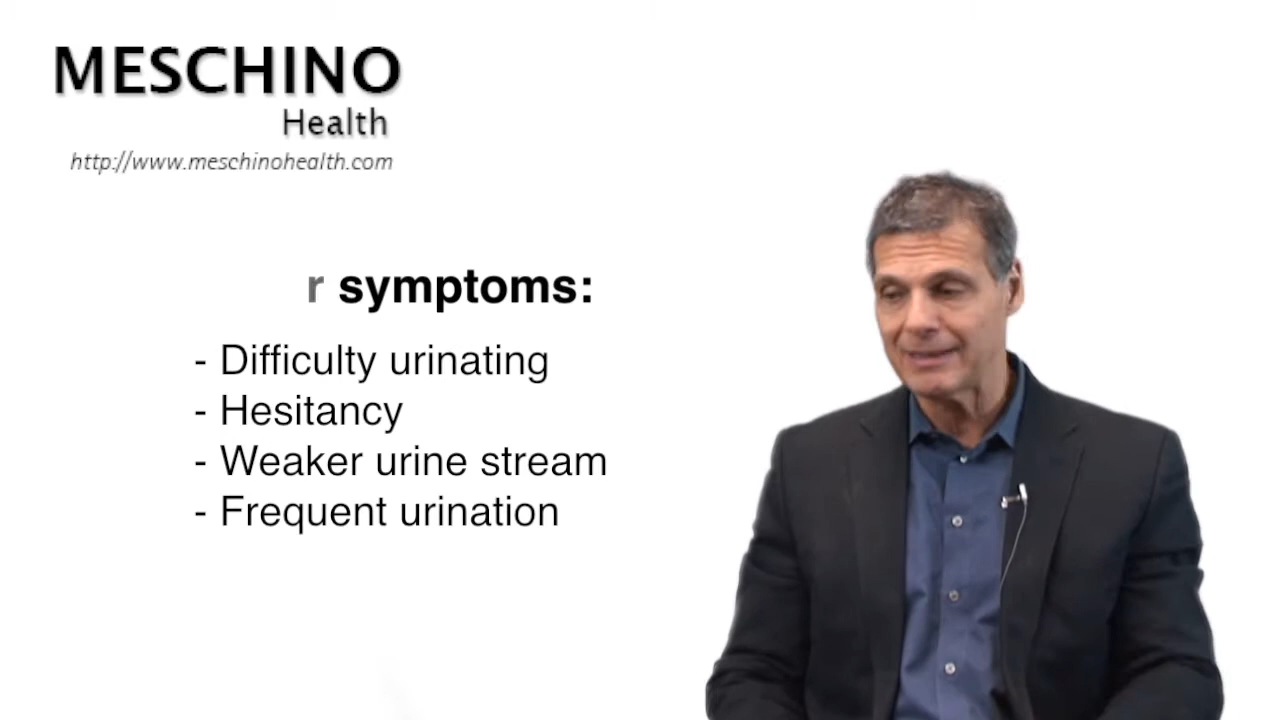 MESCHINO
Health
http://www.meschinohealth.com
r symptoms:
- Difficulty urinating
- Hesitancy
- Weaker urine stream
- Frequent urination